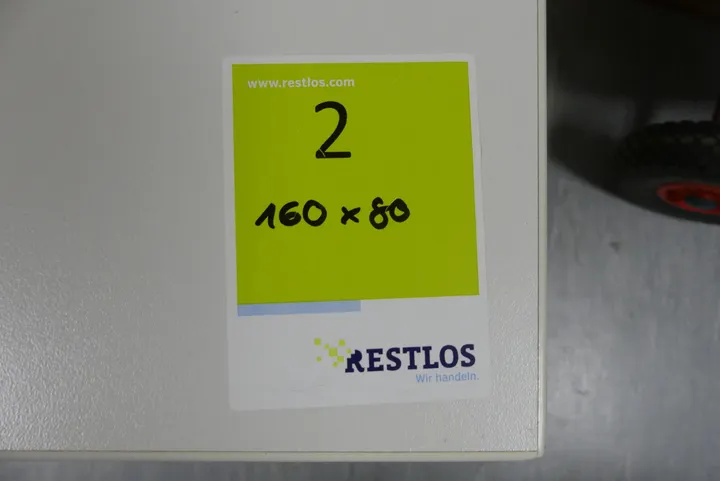 www.restlos.com
2
160 x 80
RESTLOS
Wir handeln.